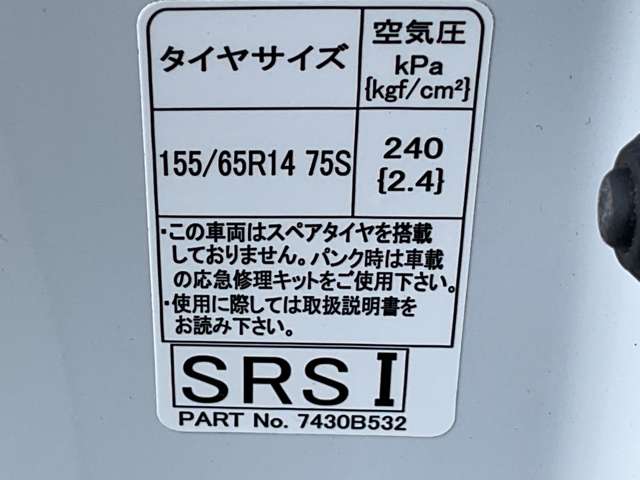 タイヤサイズ
空気圧
kPa
{kgf/cm²}
155/65R14 75S
240
{2.4}
・この車両はスペアタイヤを搭載
しておりません。パンク時は車載
の応急修理キットをご使用下さい。
・使用に際しては取扱説明書を
お読み下さい。
SRS I
PART No. 7430B532